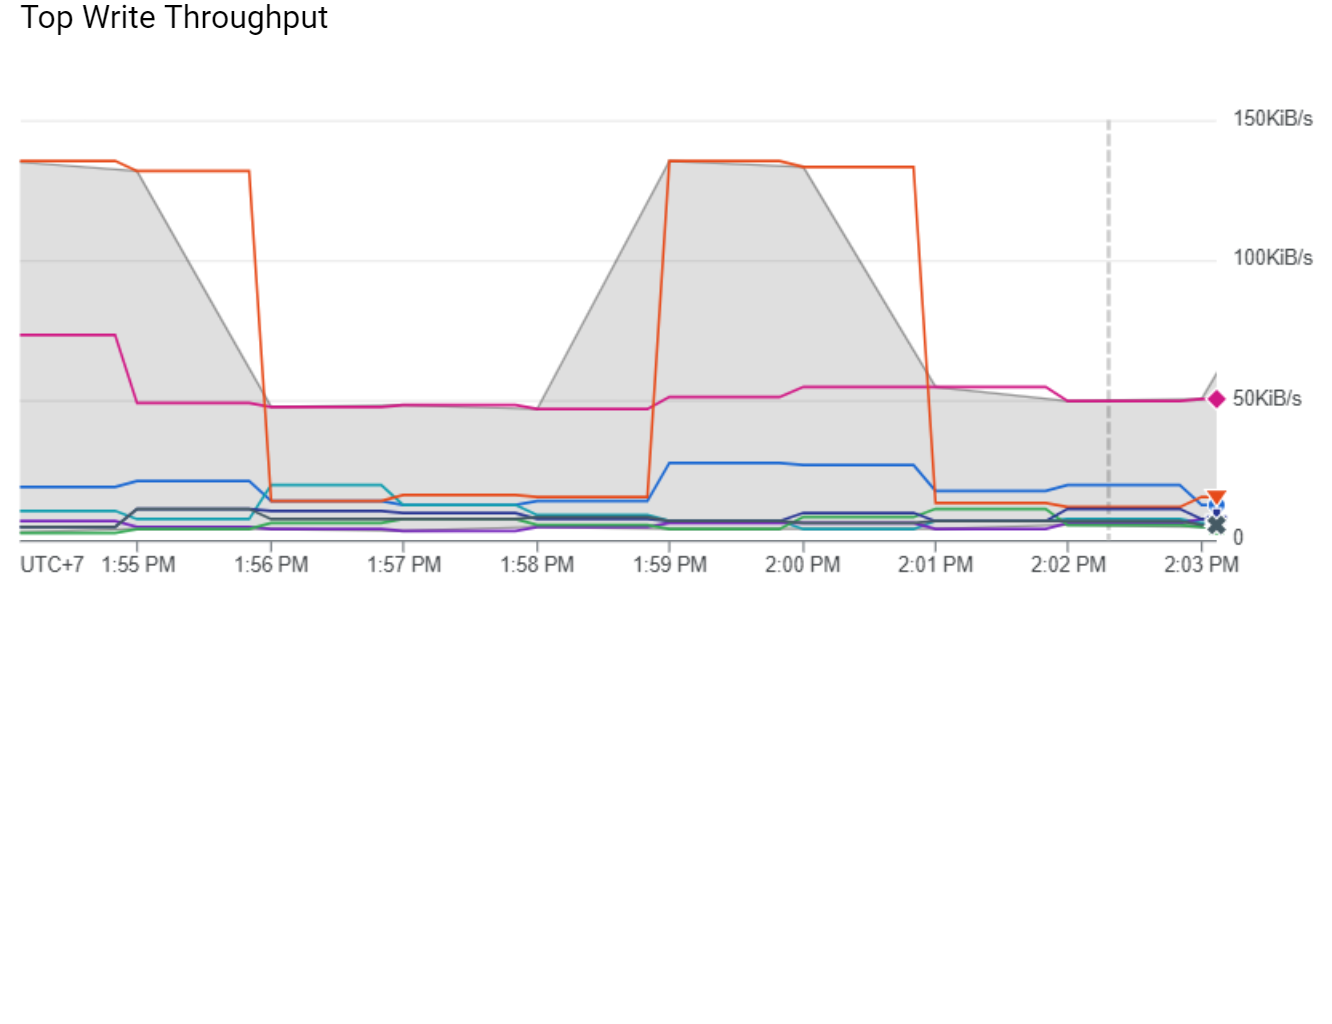 Top Write Throughput
150KiB/s
100KiB/s
50KiB/s
0
UTC+7 1:55 PM 1:56 PM 1:57 PM 1:58 PM 1:59 PM 2:00 PM 2:01 PM 2:02 PM 2:03 PM